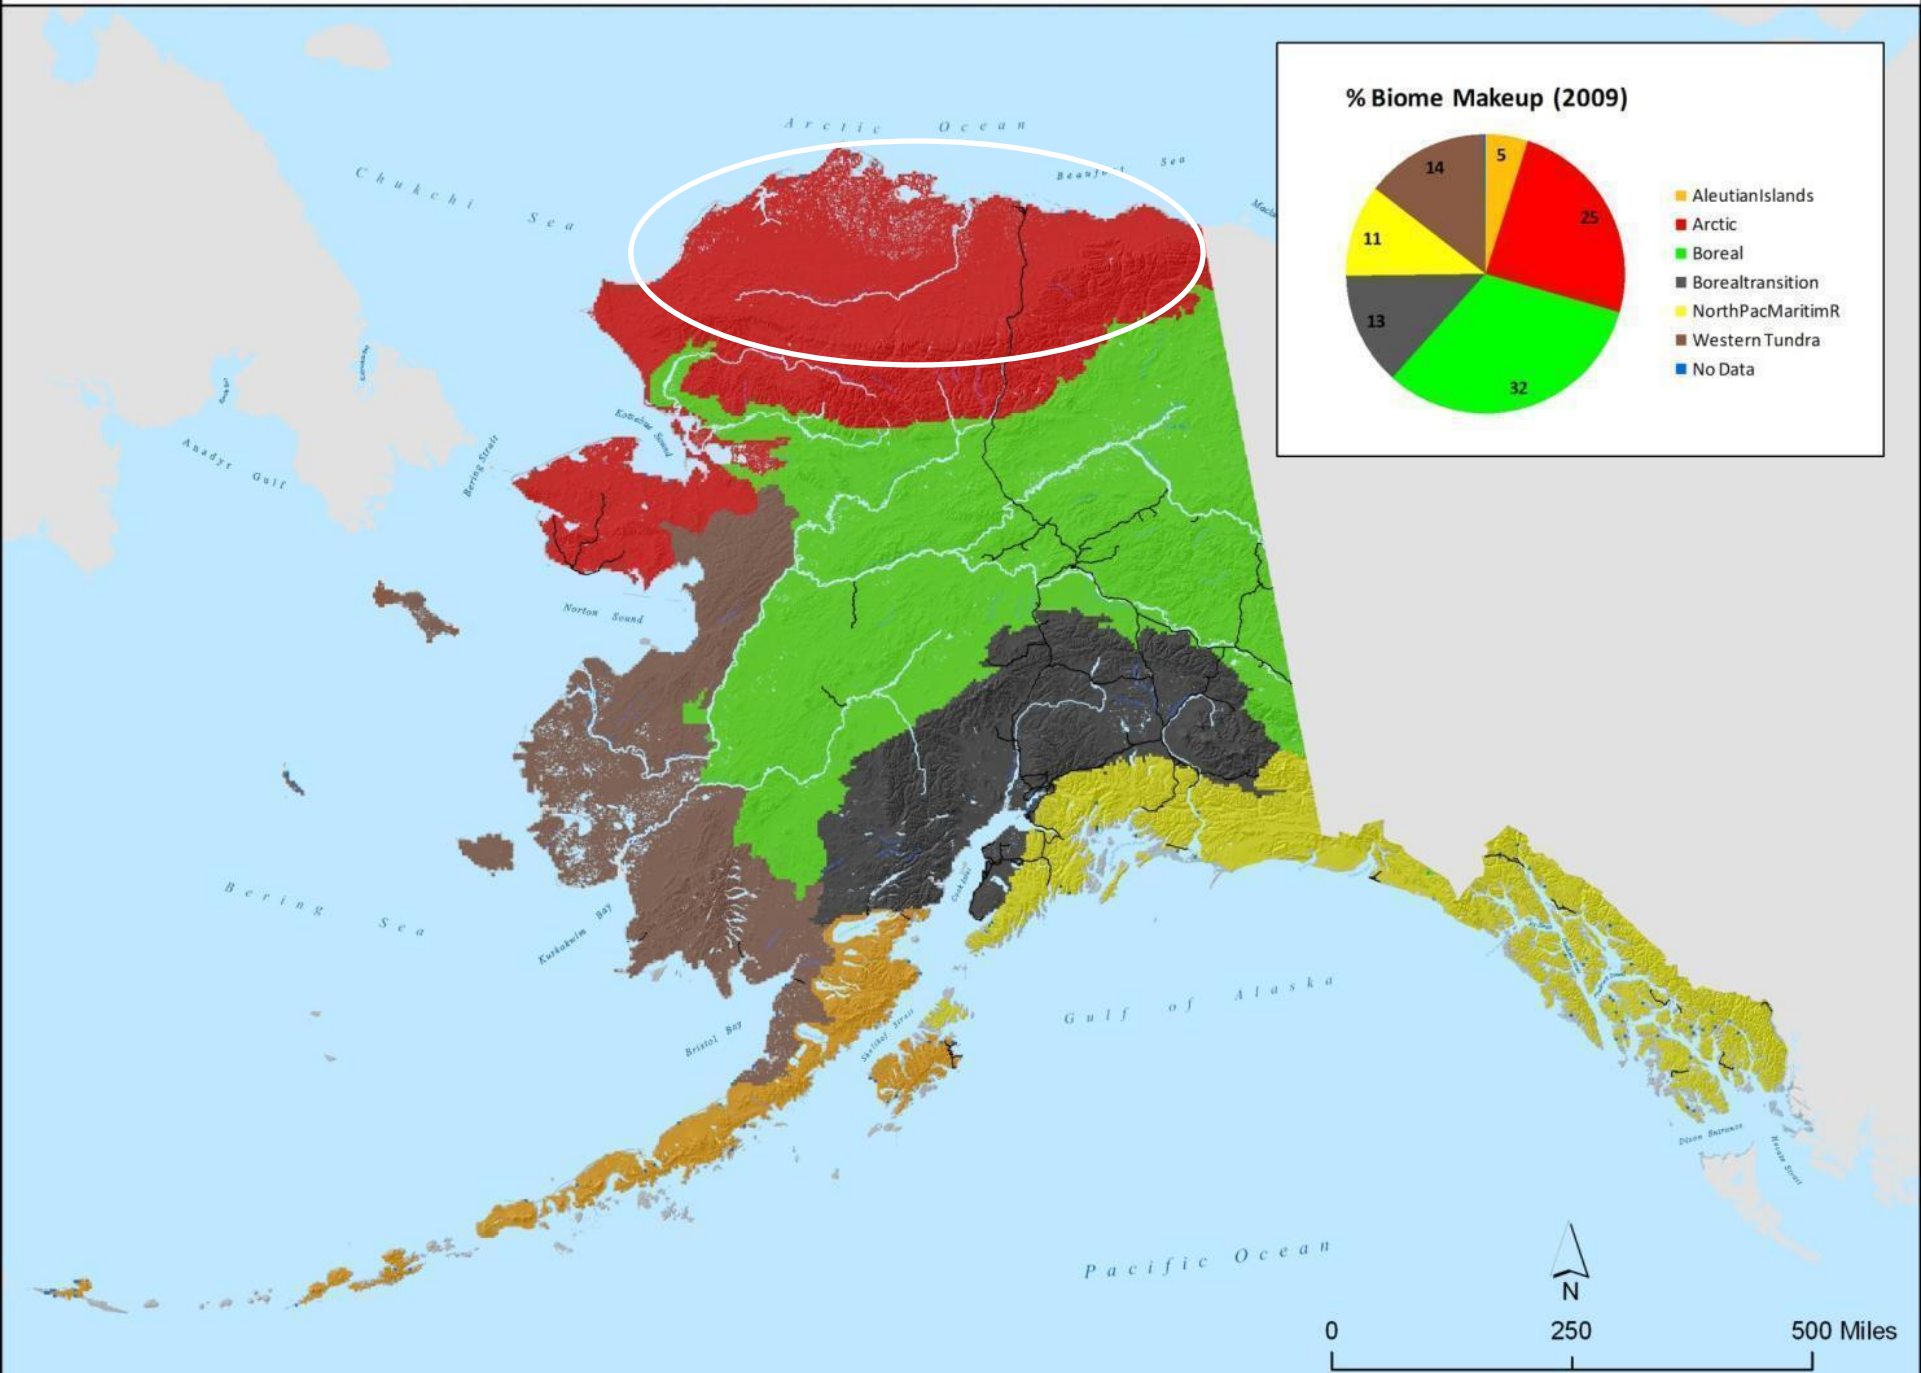 % Biome Makeup (2009)
5
25
32
13
11
14
AleutianIslands
Arctic
Boreal
Borealtransition
NorthPacMaritimR
Western Tundra
No Data
Arctic Ocean
Beaufort Sea
Chukchi Sea
Kotzebue Sound
Bering Strait
Anadyr Gulf
Norton Sound
Bering Sea
Kuskokwim Bay
Cook Inlet
Bristol Bay
Shelikof Strait
Gulf of Alaska
Dixon Entrance
Hecate Strait
Pacific Ocean
N
0 250 500 Miles